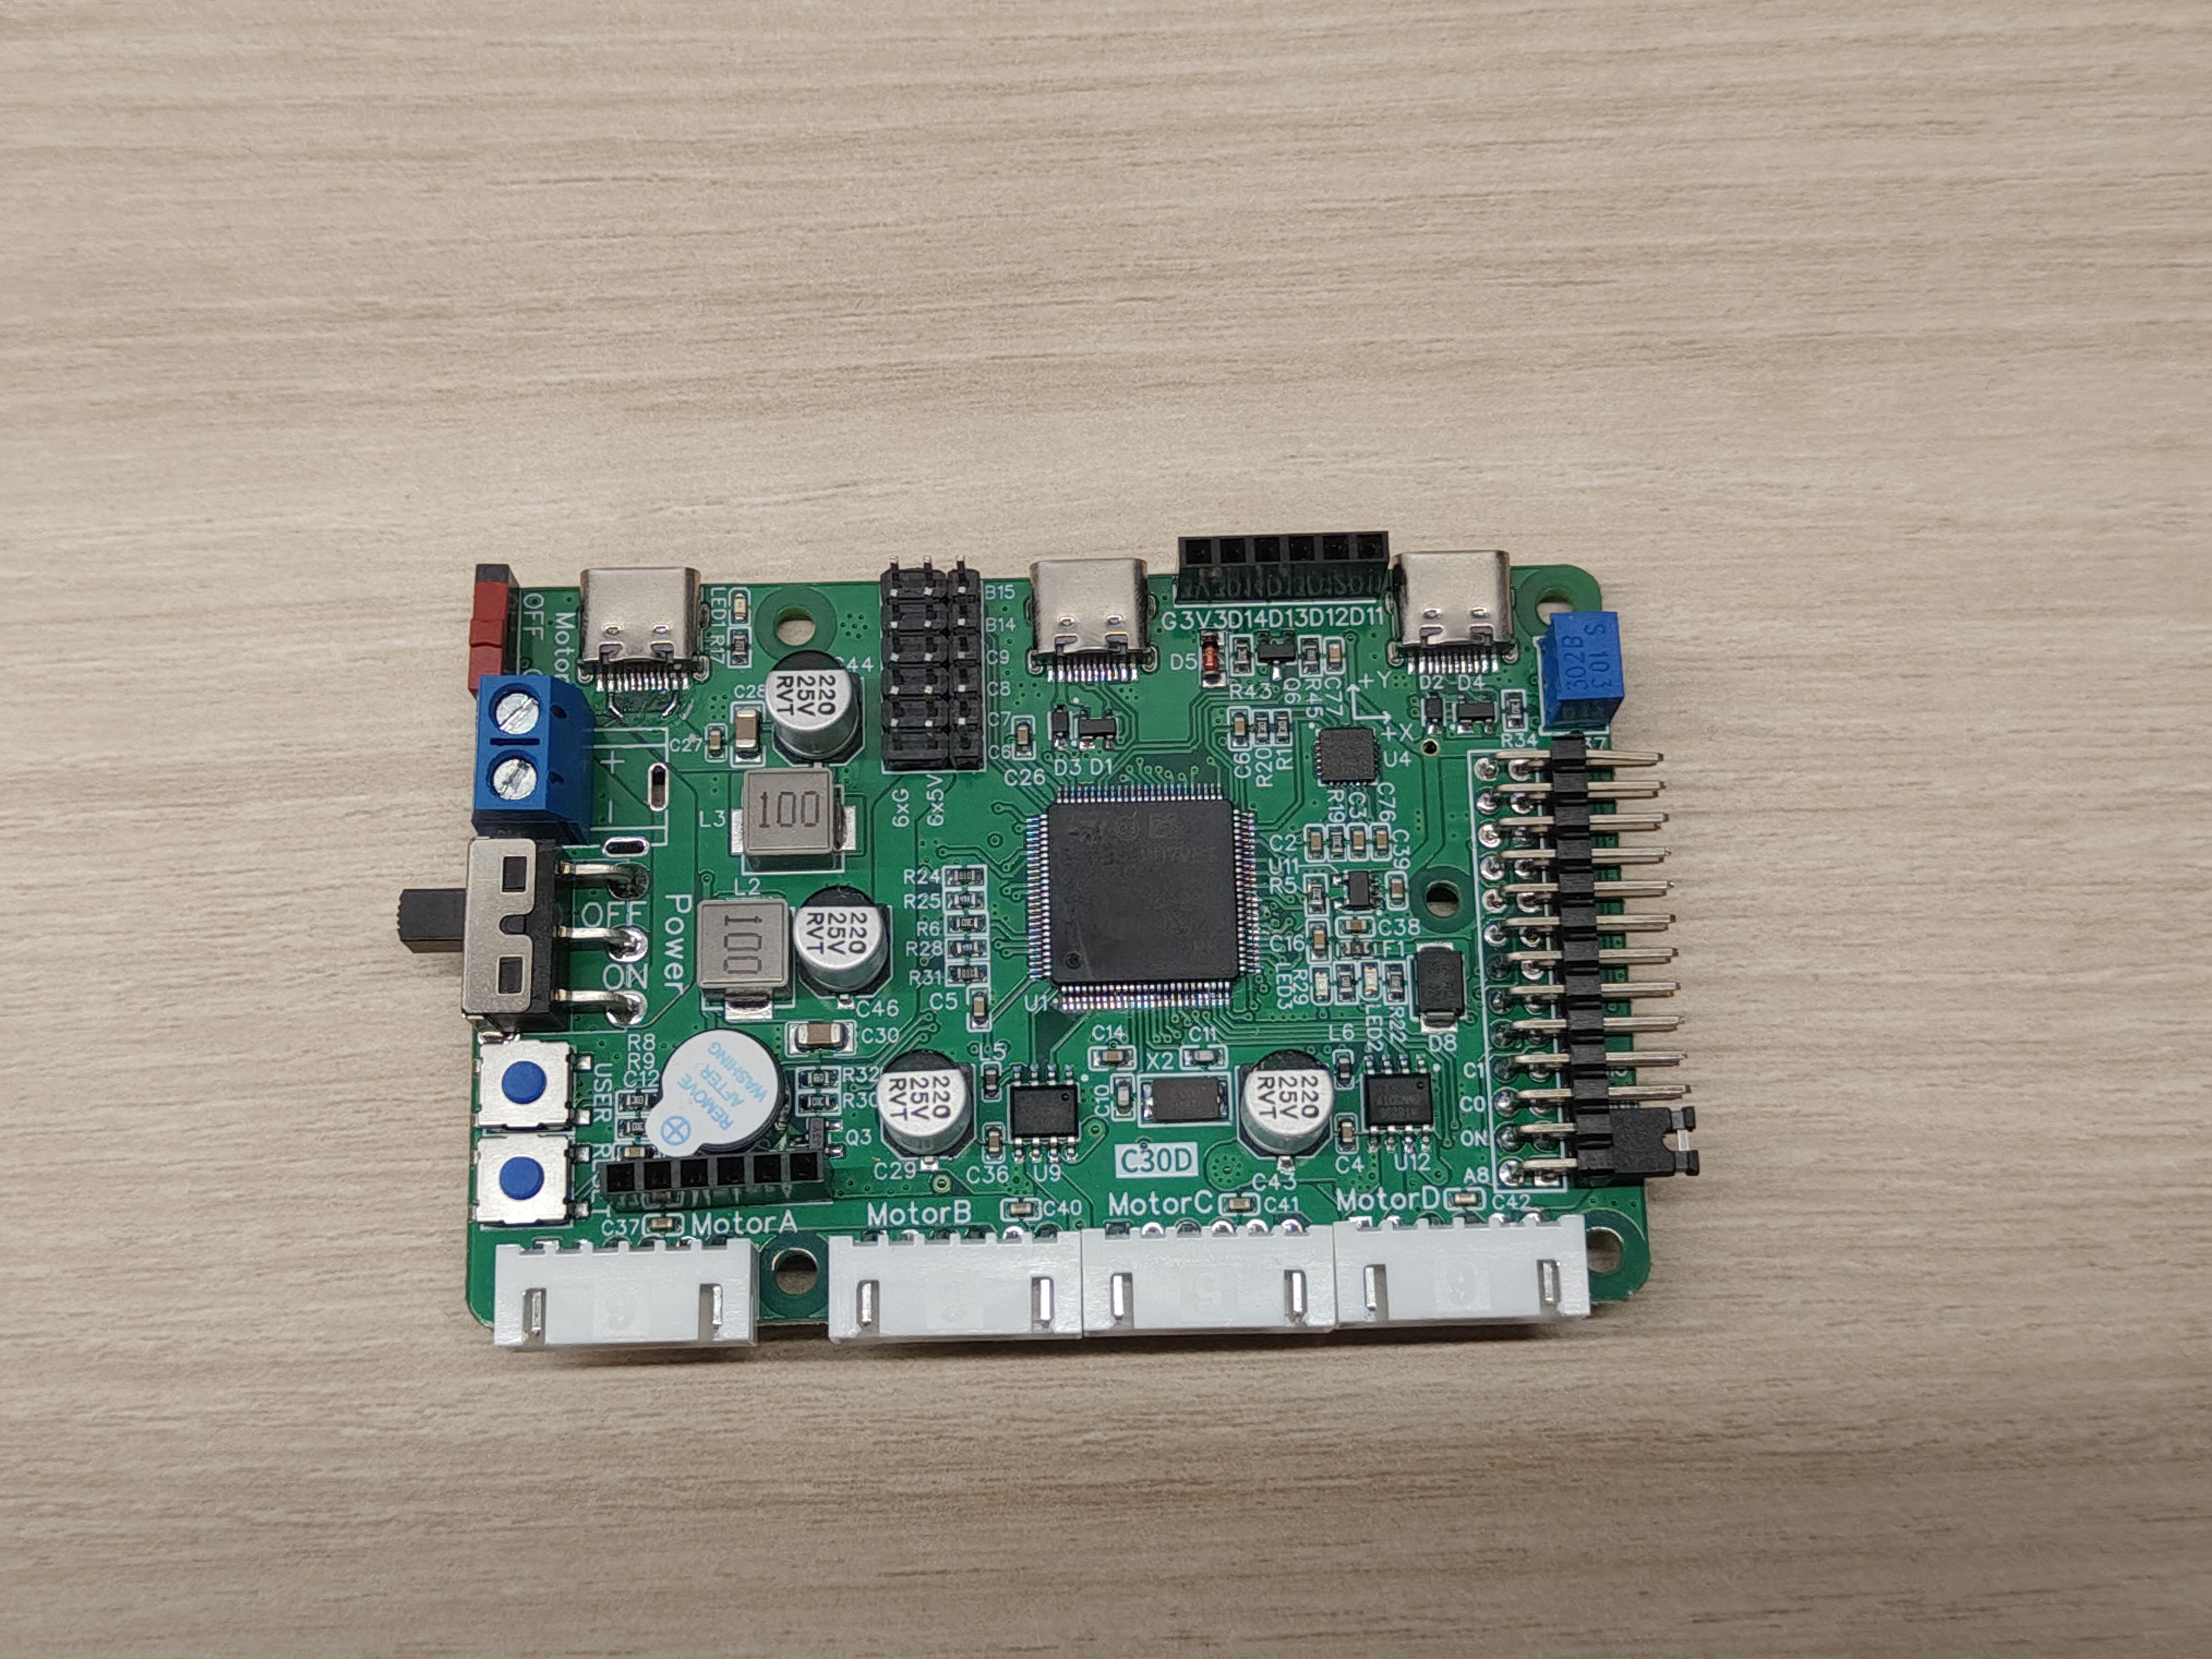 OFF
Motor
LED1
R17
B15
B14
C9
C8
C7
C6
6xG
6x5V
C44
C28
C27
220
25V
RVT
+
-
L3
100
L2
100
Power
OFF
ON
220
25V
RVT
C46
C30
R24
R25
R6
R28
R31
C5
U1
C26
D3
D1
G3V3D14D13D12D11
D5
R43
Q6
R45
C77
+Y
+X
U4
D2
D4
R34
302B
103
S
R20
R19
C3
C76
C2
C39
R5
C38
C16
F1
R29
LED3
LED2
R22
D8
L6
C14
C11
X2
C10
L5
R8
R9
C12
USER
REMOVE
AFTER
WASHING
R32
R30
Q3
220
25V
RVT
C29
C36
U9
C30D
220
25V
RVT
C43
C4
U12
C1
C0
ON
A8
C37
MotorA
MotorB
C40
MotorC
C41
MotorD
C42